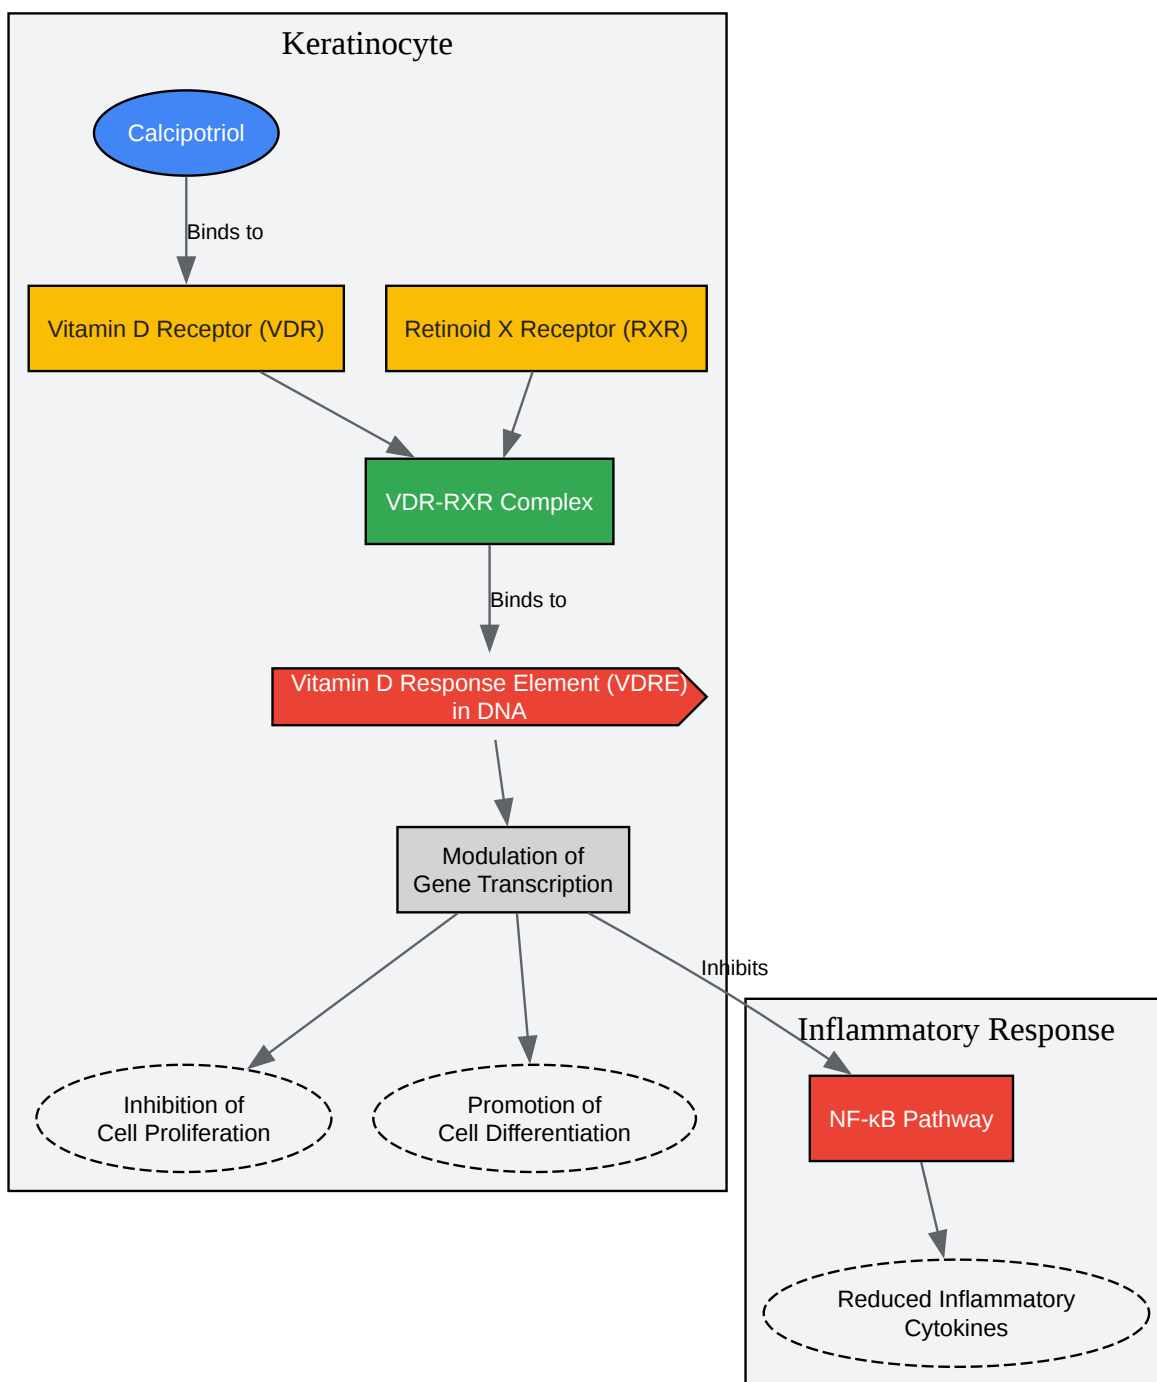 Keratinocyte
Calcipotriol
Binds to
Vitamin D Receptor (VDR)
Retinoid X Receptor (RXR)
VDR-RXR Complex
Binds to
Vitamin D Response Element (VDRE)
in DNA
Modulation of
Gene Transcription
Inhibits
Inflammatory Response
Inhibition of
Cell Proliferation
Promotion of
Cell Differentiation
NF-κB Pathway
Reduced Inflammatory
Cytokines